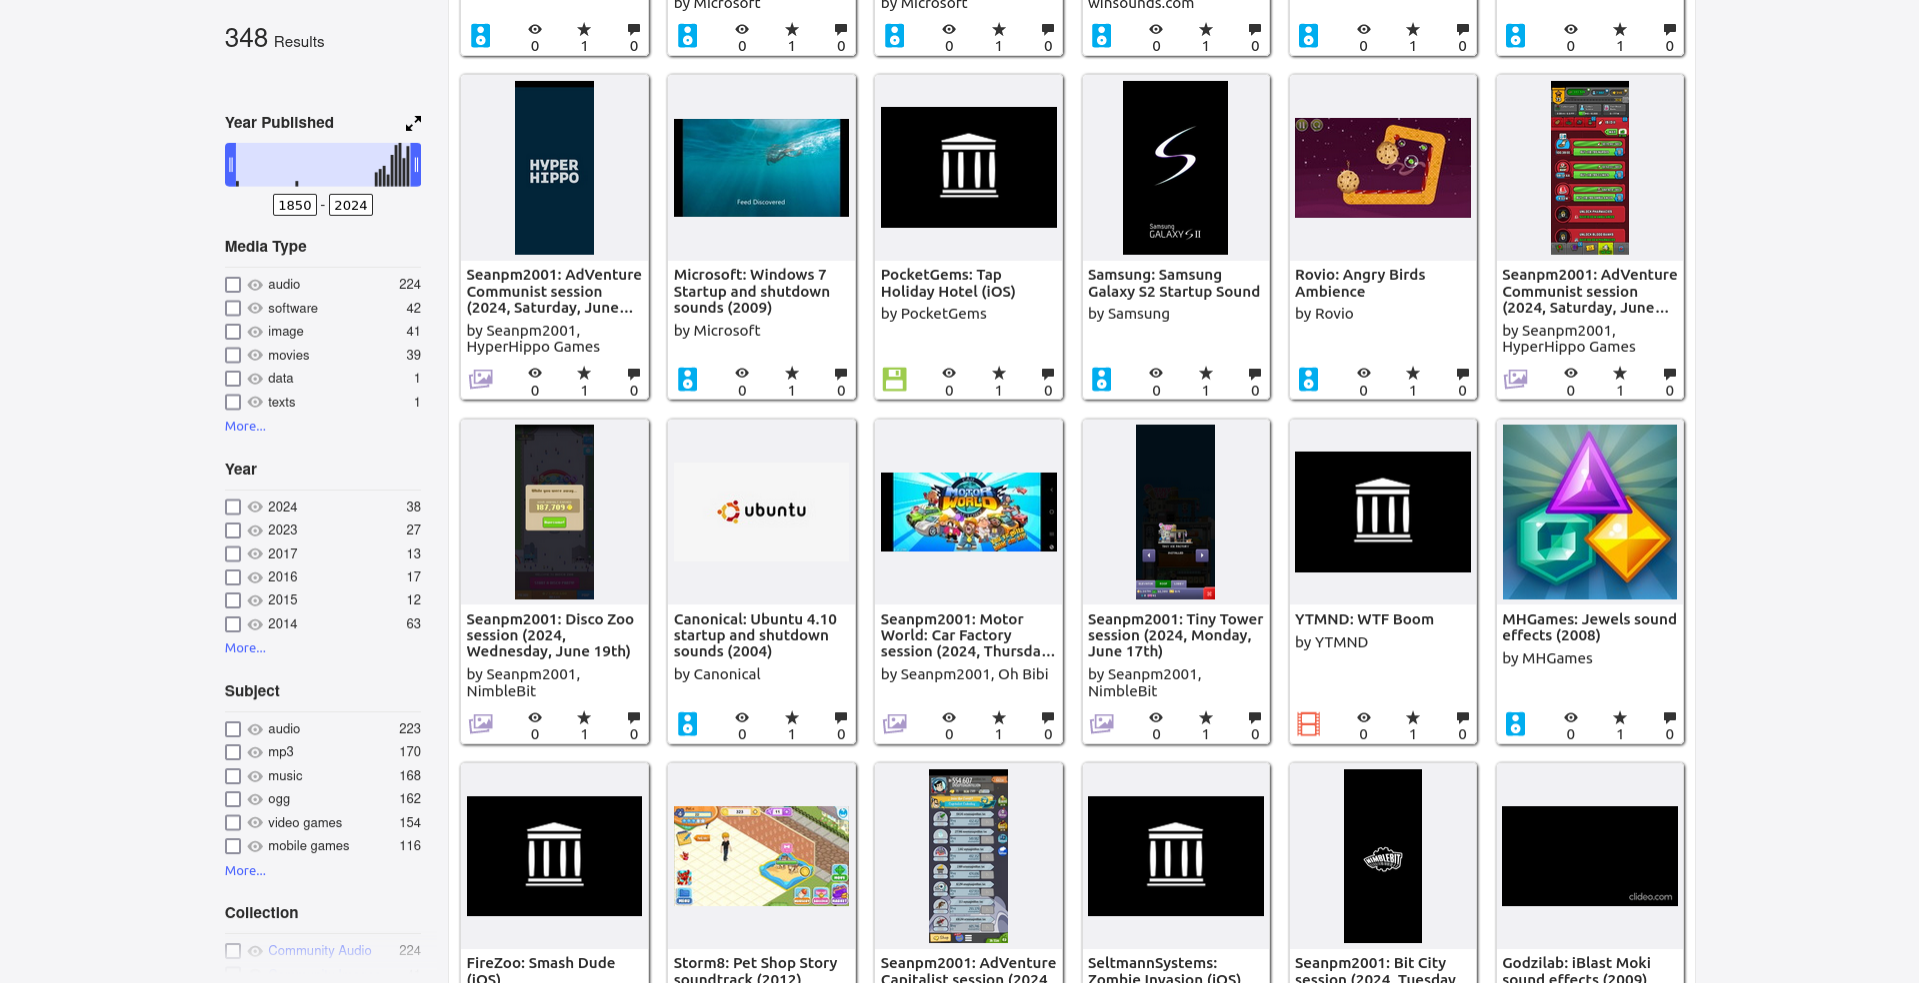 348 Results
Year Published
1850 - 2024
Media Type
audio 224
software 42
image 41
movies 39
data 1
texts 1
More...
Year
2024 38
2023 27
2017 13
2016 17
2015 12
2014 63
More...
Subject
audio 223
mp3 170
music 168
ogg 162
video games 154
mobile games 116
More...
Collection
Community Audio 224
by Microsoft
0 1 0
by Microsoft
0 1 0
winsounds.com
0 1 0
0 1 0
0 1 0
0 1 0
HYPER
HIPPO
Seanpm2001: AdVenture
Communist session
(2024, Saturday, June...
by Seanpm2001,
HyperHippo Games
0 1 0
Feed Discovered
Microsoft: Windows 7
Startup and shutdown
sounds (2009)
by Microsoft
0 1 0
PocketGems: Tap
Holiday Hotel (iOS)
by PocketGems
0 1 0
Samsung
GALAXY S II
Samsung: Samsung
Galaxy S2 Startup Sound
by Samsung
0 1 0
Rovio: Angry Birds
Ambience
by Rovio
0 1 0
Seanpm2001: AdVenture
Communist session
(2024, Saturday, June...
by Seanpm2001,
HyperHippo Games
0 1 0
187,709
Seanpm2001: Disco Zoo
session (2024,
Wednesday, June 19th)
by Seanpm2001,
NimbleBit
0 1 0
ubuntu
Canonical: Ubuntu 4.10
startup and shutdown
sounds (2004)
by Canonical
0 1 0
MOTOR
WORLD
Seanpm2001: Motor
World: Car Factory
session (2024, Thursda...
by Seanpm2001, Oh Bibi
0 1 0
Seanpm2001: Tiny Tower
session (2024, Monday,
June 17th)
by Seanpm2001,
NimbleBit
0 1 0
YTMND: WTF Boom
by YTMND
0 1 0
MHGames: Jewels sound
effects (2008)
by MHGames
0 1 0
FireZoo: Smash Dude
(iOS)
Storm8: Pet Shop Story
soundtrack (2012)
Seanpm2001: AdVenture
Capitalist session (2024
SeltmannSystems:
Zombie Invasion (iOS)
NIMBLEBIT
Seanpm2001: Bit City
session (2024, Tuesday
clideo.com
Godzilab: iBlast Moki
sound effects (2009)